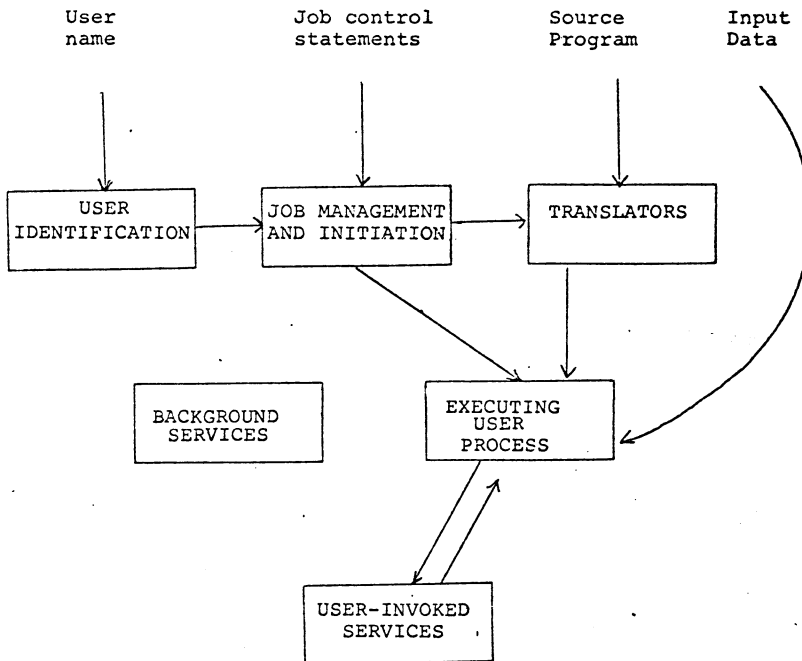 User name
Job control statements
Source Program
Input Data
USER IDENTIFICATION
JOB MANAGEMENT AND INITIATION
TRANSLATORS
BACKGROUND SERVICES
EXECUTING USER PROCESS
USER-INVOKED SERVICES